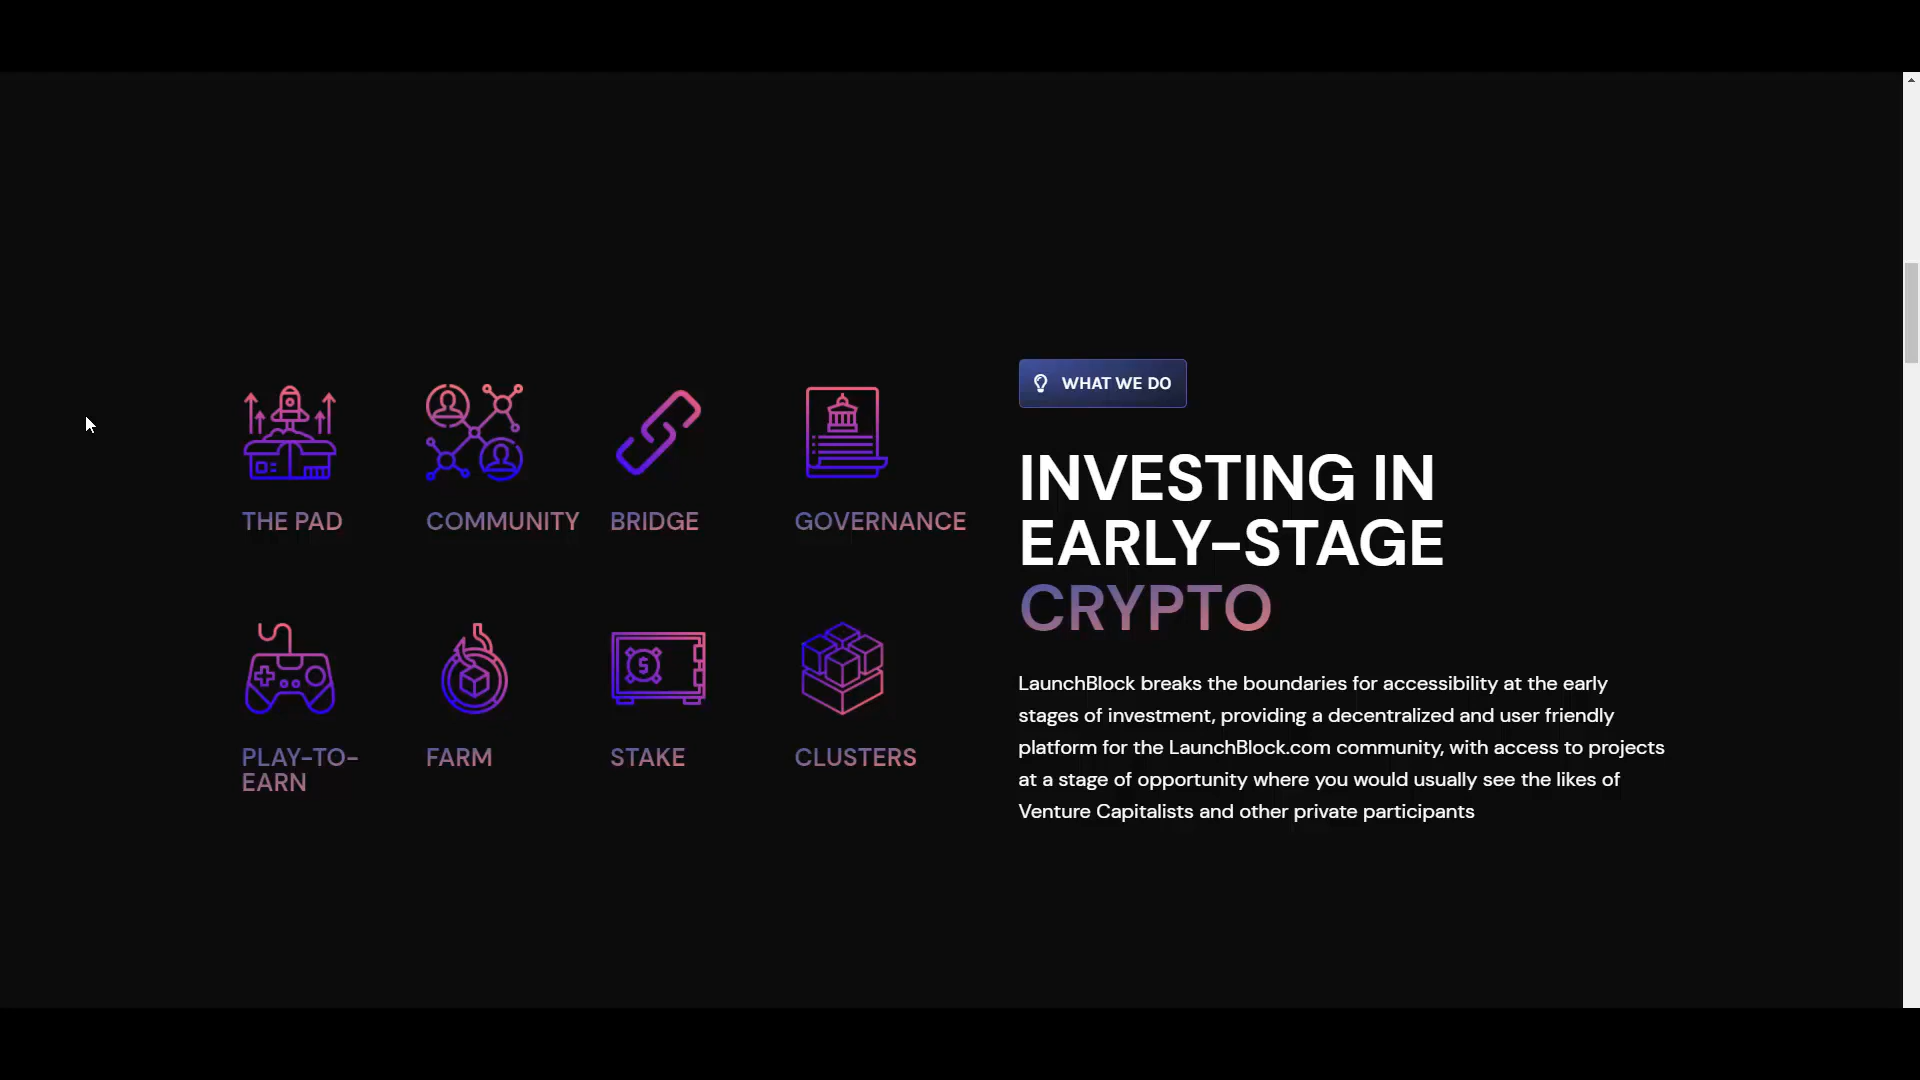 THE PAD
COMMUNITY
BRIDGE
GOVERNANCE
$
PLAY-TO-
EARN
FARM
STAKE
CLUSTERS
WHAT WE DO
INVESTING IN
EARLY-STAGE
CRYPTO
LaunchBlock breaks the boundaries for accessibility at the early
stages of investment, providing a decentralized and user friendly
platform for the LaunchBlock.com community, with access to projects
at a stage of opportunity where you would usually see the likes of
Venture Capitalists and other private participants